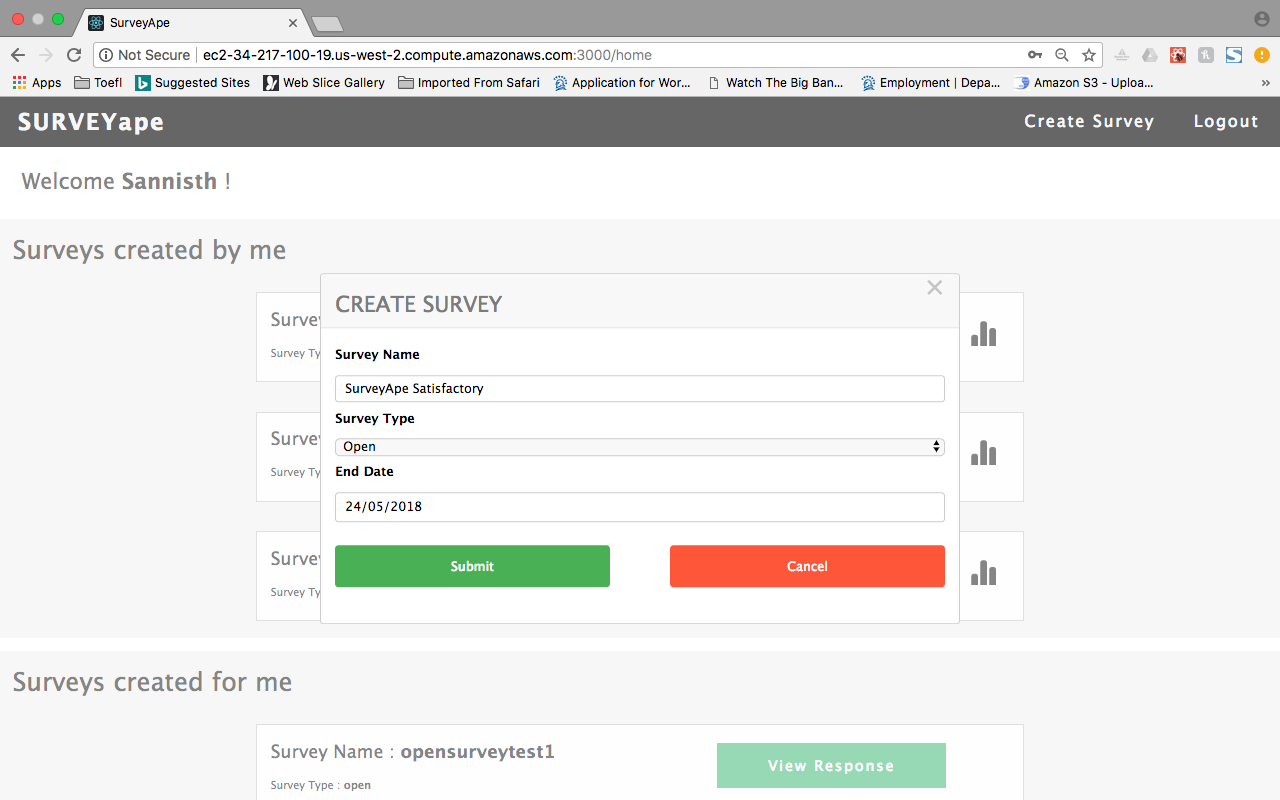 SurveyApe
Not Secure ec2-34-217-100-19.us-west-2.compute.amazonaws.com:3000/home
Apps Toefl Suggested Sites Web Slice Gallery Imported From Safari Application for Wor... Watch The Big Ban... Employment | Depa... Amazon S3 - Uploa... »
SURVEYape Create Survey Logout
Welcome Sannisth !
Surveys created by me
CREATE SURVEY ×
Surve
Survey Ty
Survey Name
SurveyApe Satisfactory
Survey Type
Surve
Open
Survey Ty
End Date
24/05/2018
Surve
Submit Cancel
Survey Ty
Surveys created for me
Survey Name : opensurveytest1
View Response
Survey Type : open